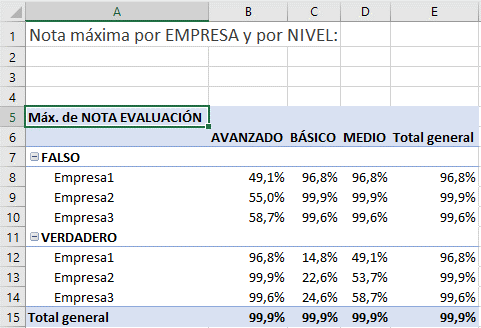 A B C D E
1 Nota máxima por EMPRESA y por NIVEL:
2
3
4
5 Máx. de NOTA EVALUACIÓN
6 AVANZADO BÁSICO MEDIO Total general
7 FALSO
8 Empresa1 49,1% 96,8% 96,8% 96,8%
9 Empresa2 55,0% 99,9% 99,9% 99,9%
10 Empresa3 58,7% 99,6% 99,6% 99,6%
11 VERDADERO
12 Empresa1 96,8% 14,8% 49,1% 96,8%
13 Empresa2 99,9% 22,6% 53,7% 99,9%
14 Empresa3 99,6% 24,6% 58,7% 99,6%
15 Total general 99,9% 99,9% 99,9% 99,9%